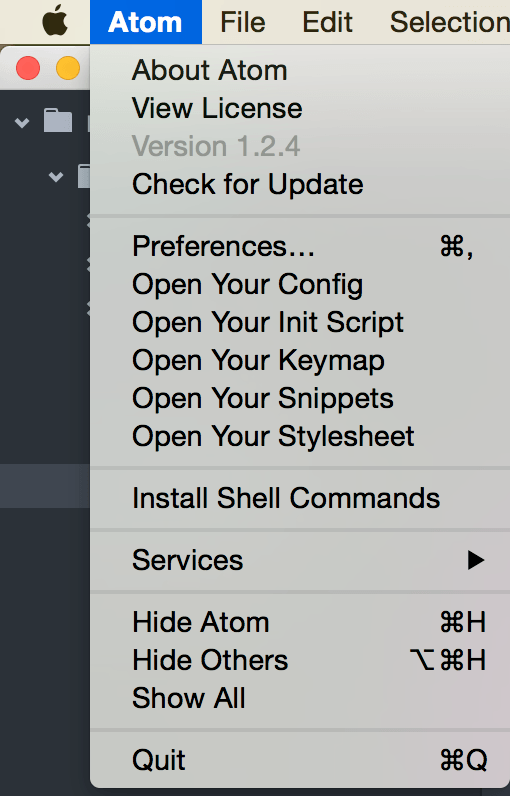 Atom File Edit Selection
About Atom
View License
Version 1.2.4
Check for Update
Preferences... ⌘,
Open Your Config
Open Your Init Script
Open Your Keymap
Open Your Snippets
Open Your Stylesheet
Install Shell Commands
Services ▶
Hide Atom ⌘H
Hide Others ⌥⌘H
Show All
Quit ⌘Q